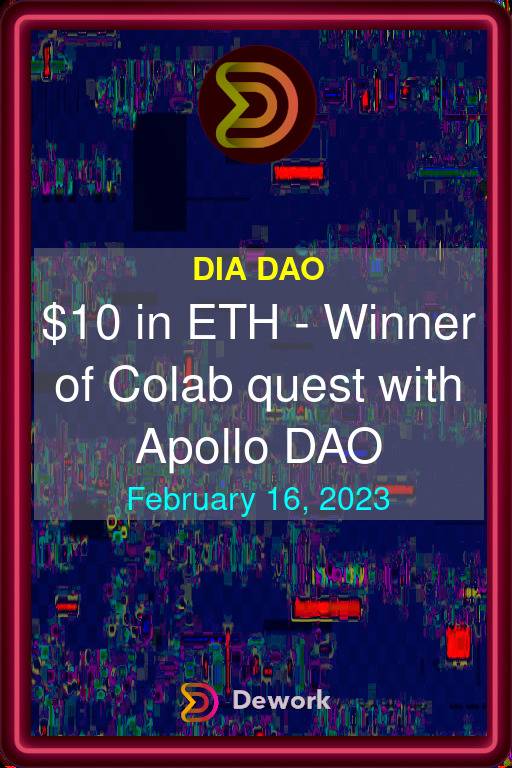 DIA DAO
$10 in ETH - Winner
of Colab quest with
Apollo DAO
February 16, 2023
Dework